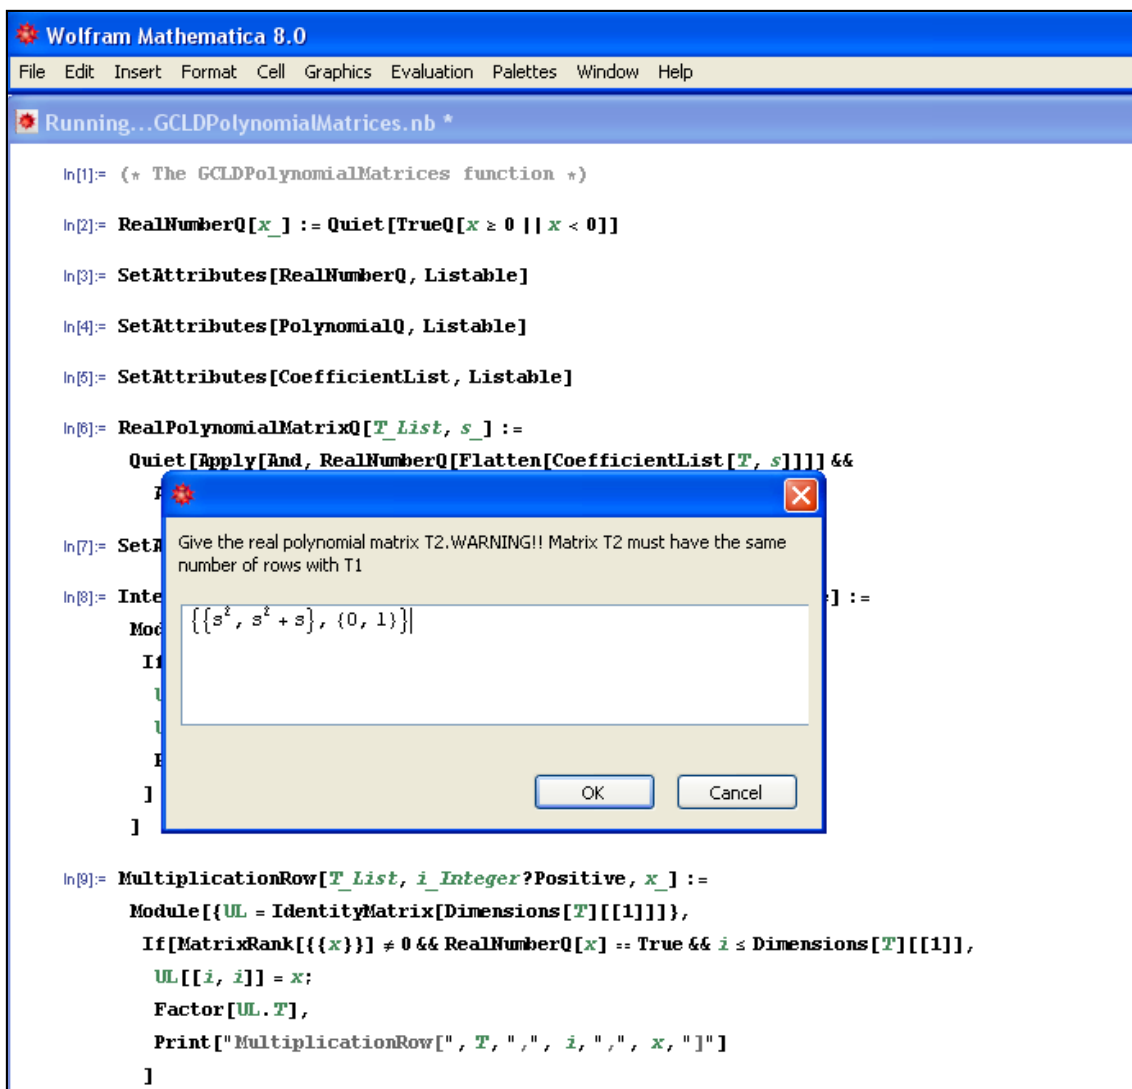 Wolfram Mathematica 8.0
File Edit Insert Format Cell Graphics Evaluation Palettes Window Help
Running...GCLDPolynomialMatrices.nb *
In[1]:= (* The GCLDPolynomialMatrices function *)
In[2]:= RealNumberQ[x_] := Quiet[TrueQ[x ≥ 0 || x < 0]]
In[3]:= SetAttributes[RealNumberQ, Listable]
In[4]:= SetAttributes[PolynomialQ, Listable]
In[5]:= SetAttributes[CoefficientList, Listable]
In[6]:= RealPolynomialMatrixQ[T_List, s_] :=
Quiet[Apply[And, RealNumberQ[Flatten[CoefficientList[T, s]]]] &&
In[7]:= Set
Give the real polynomial matrix T2.WARNING!! Matrix T2 must have the same
number of rows with T1
In[8]:= Inte
] :=
{{s², s² + s}, {0, 1}}
Mod
If
]
OK Cancel
]
In[9]:= MultiplicationRow[T_List, i_Integer?Positive, x_] :=
Module[{UL = IdentityMatrix[Dimensions[T][[1]]]},
If[MatrixRank[{{x}}] ≠ 0 && RealNumberQ[x] == True && i ≤ Dimensions[T][[1]],
UL[[i, i]] = x;
Factor[UL.T],
Print["MultiplicationRow[", T, ",", i, ",", x, "]"]
]